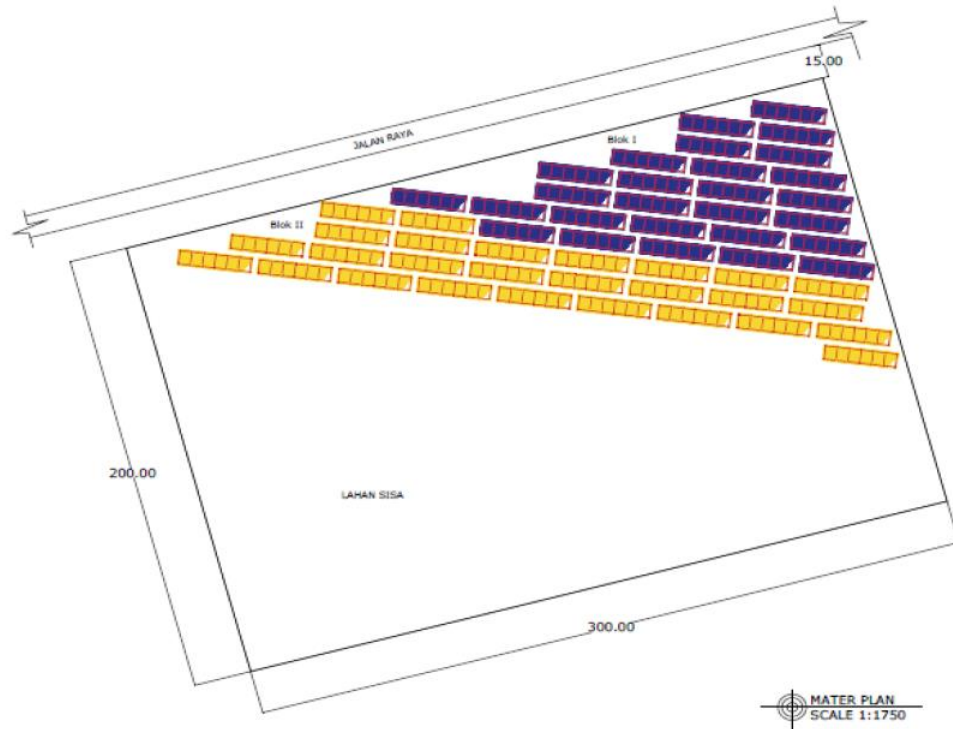 15.00
JALAN RAYA
Blok I
Blok II
200.00
LAHAN SISA
300.00
MATER PLAN
SCALE 1:1750